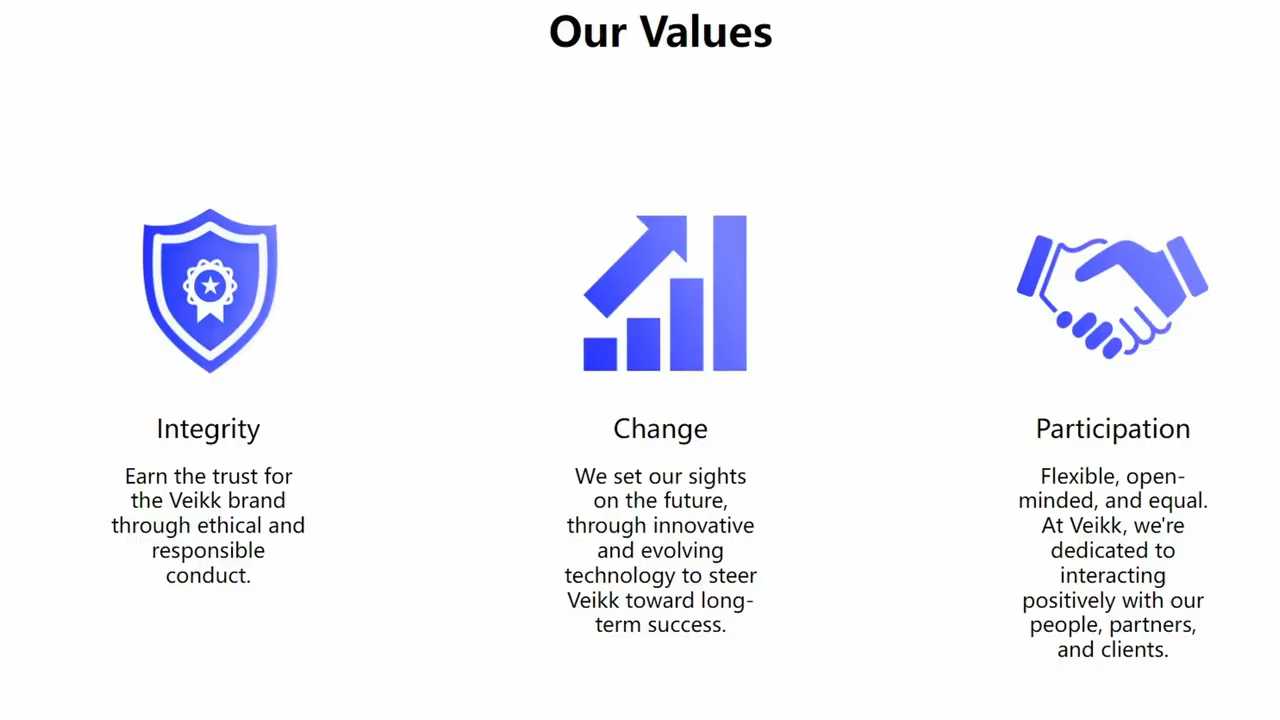 Our Values
Integrity
Earn the trust for
the Veikk brand
through ethical and
responsible
conduct.
Change
We set our sights
on the future,
through innovative
and evolving
technology to steer
Veikk toward long-
term success.
Participation
Flexible, open-
minded, and equal.
At Veikk, we're
dedicated to
interacting
positively with our
people, partners,
and clients.